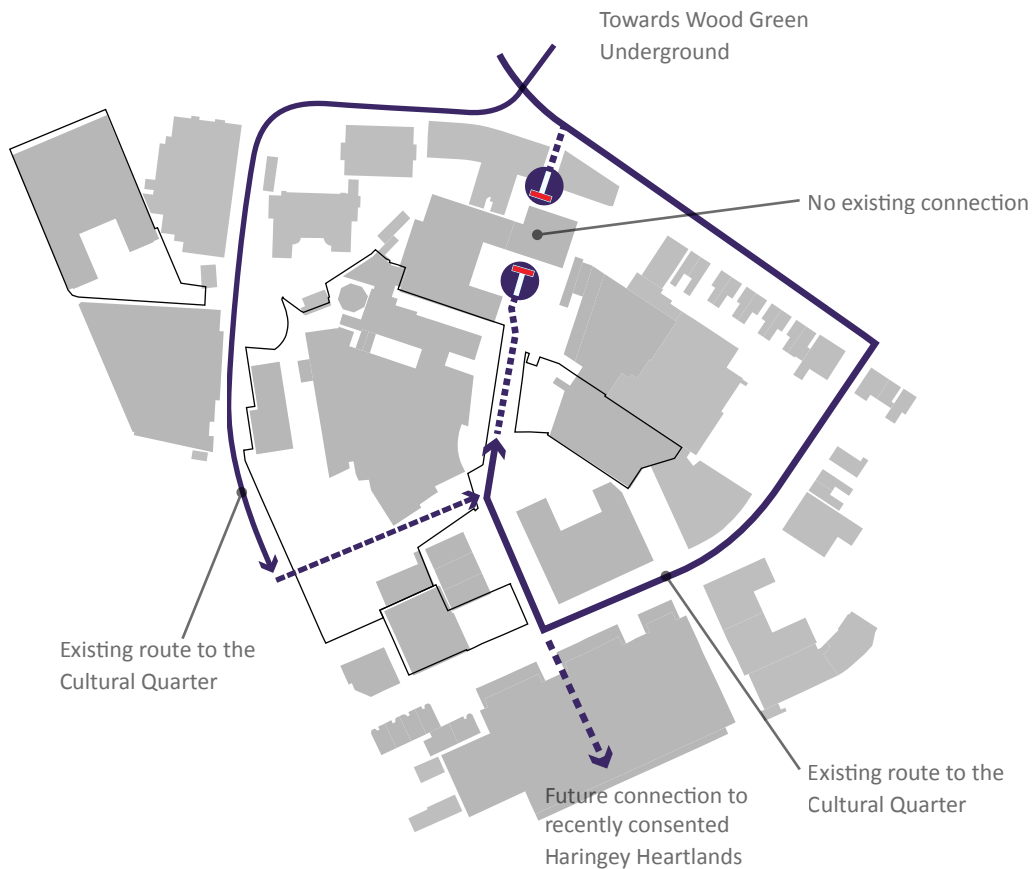 Towards Wood Green
Underground
No existing connection
Existing route to the
Cultural Quarter
Existing route to the
Cultural Quarter
Future connection to
recently consented
Haringey Heartlands